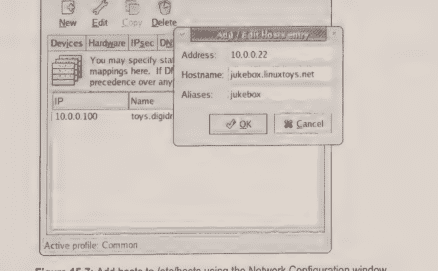 New Edit Copy Delete
Devices Hardware IPsec
Add / Edit Hosts entry
Address: 10.0.0.22
Hostname: jukebox.linuxtoys.net
Aliases: jukebox
OK Cancel
You may specify
mappings here. If
precedence over any
IP Name
10.0.0.100
Active profile: Common
Figure 15-7: Add hosts to /etc/hosts using the Network Configuration window